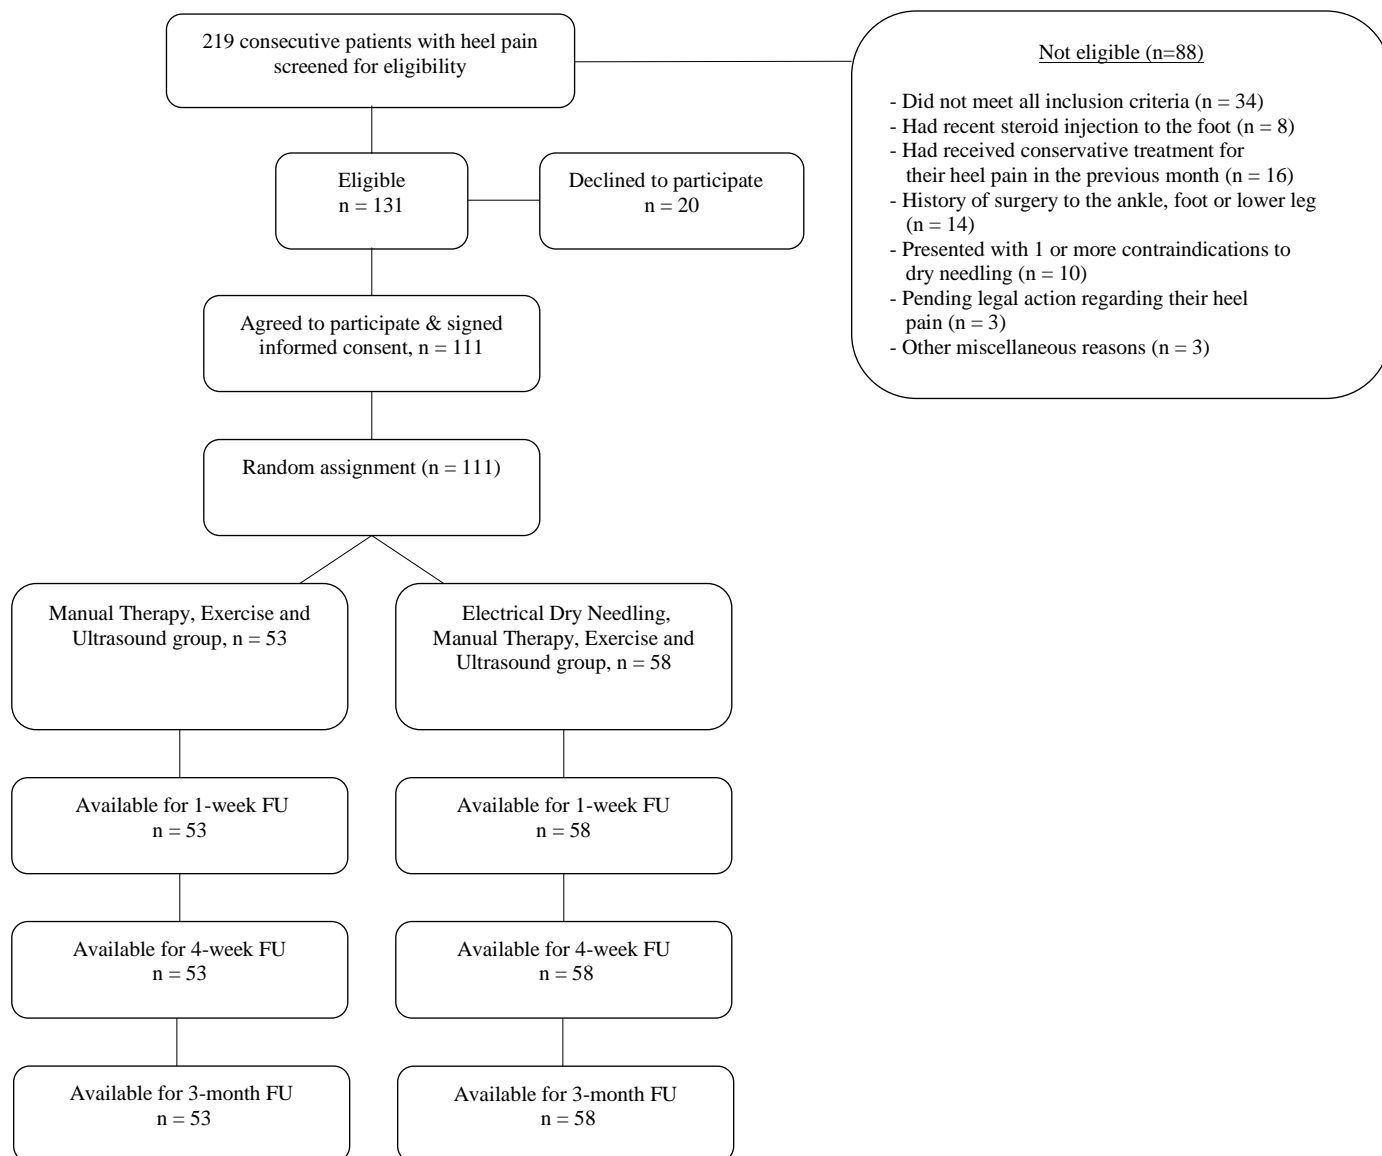 219 consecutive patients with heel pain
screened for eligibility
Not eligible (n=88)
- Did not meet all inclusion criteria (n = 34)
- Had recent steroid injection to the foot (n = 8)
- Had received conservative treatment for
their heel pain in the previous month (n = 16)
- History of surgery to the ankle, foot or lower leg
(n = 14)
- Presented with 1 or more contraindications to
dry needling (n = 10)
- Pending legal action regarding their heel
pain (n = 3)
- Other miscellaneous reasons (n = 3)
Eligible
n = 131
Declined to participate
n = 20
Agreed to participate & signed
informed consent, n = 111
Random assignment (n = 111)
Manual Therapy, Exercise and
Ultrasound group, n = 53
Electrical Dry Needling,
Manual Therapy, Exercise and
Ultrasound group, n = 58
Available for 1-week FU
n = 53
Available for 1-week FU
n = 58
Available for 4-week FU
n = 53
Available for 4-week FU
n = 58
Available for 3-month FU
n = 53
Available for 3-month FU
n = 58